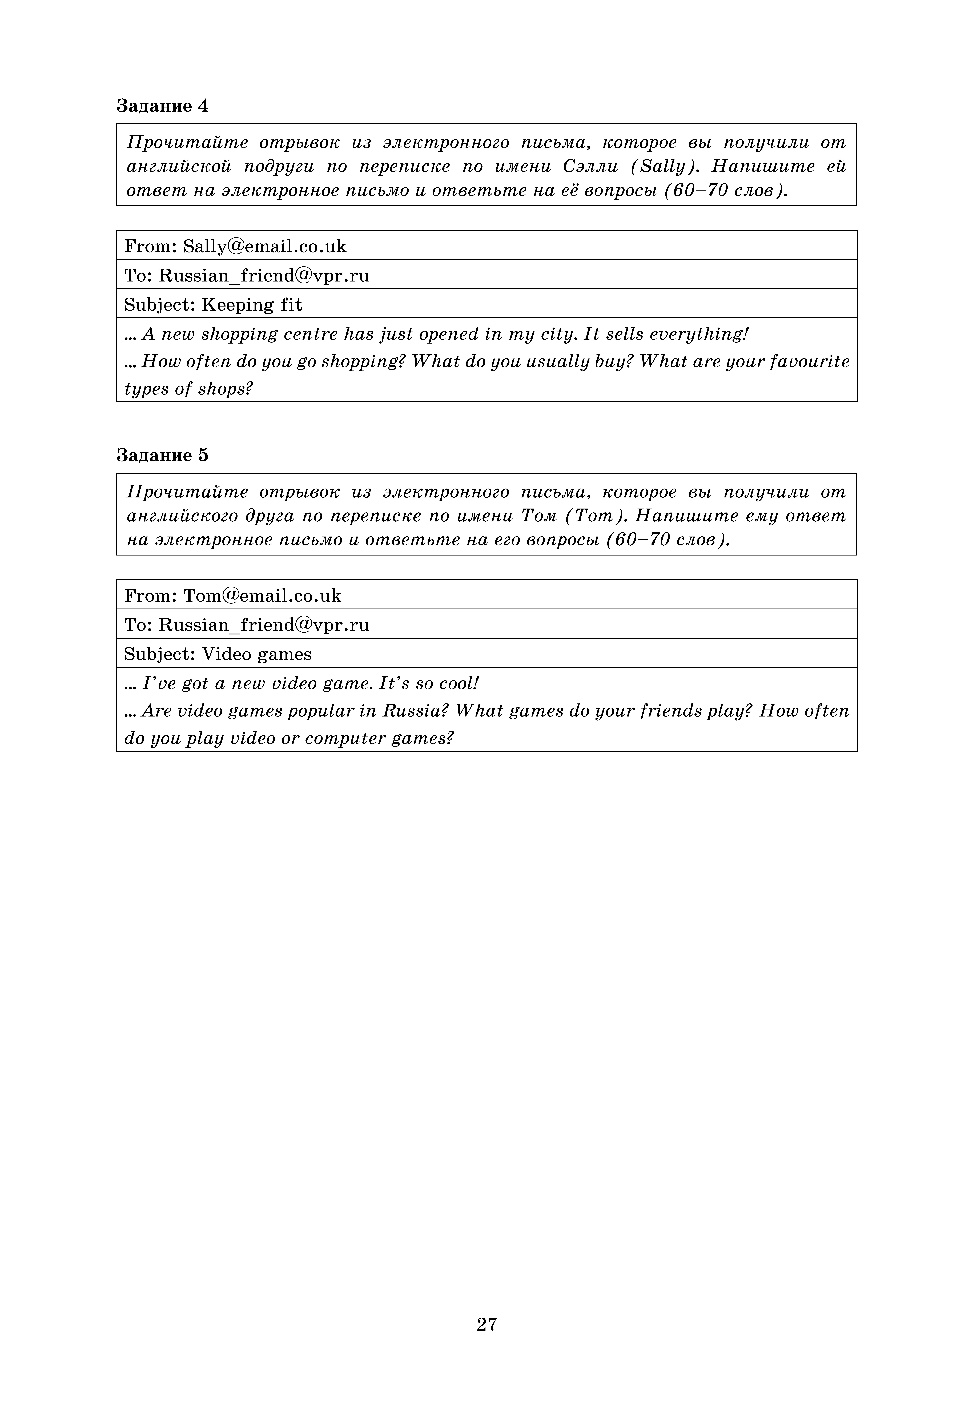 Задание 4
Прочитайте отрывок из электронного письма, которое вы получили от
английской подруги по переписке по имени Сэлли (Sally). Напишите ей
ответ на электронное письмо и ответьте на её вопросы (60–70 слов).
From: Sally@email.co.uk
To: Russian_friend@vpr.ru
Subject: Keeping fit
... A new shopping centre has just opened in my city. It sells everything!
... How often do you go shopping? What do you usually buy? What are your favourite
types of shops?
Задание 5
Прочитайте отрывок из электронного письма, которое вы получили от
английского друга по переписке по имени Том (Tom). Напишите ему ответ
на электронное письмо и ответьте на его вопросы (60–70 слов).
From: Tom@email.co.uk
To: Russian_friend@vpr.ru
Subject: Video games
... I've got a new video game. It's so cool!
... Are video games popular in Russia? What games do your friends play? How often
do you play video or computer games?
27